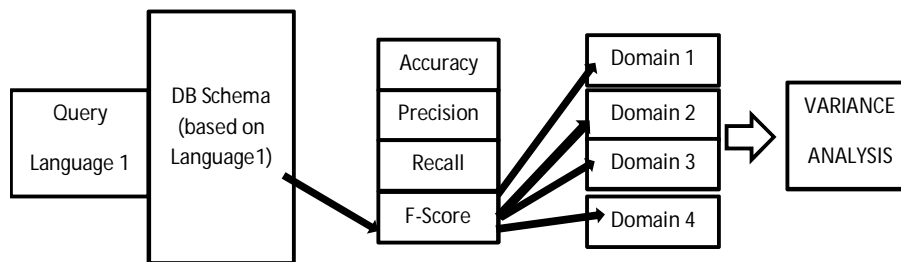 Query
Language 1
DB Schema
(based on
Language1)
Accuracy
Precision
Recall
F-Score
Domain 1
Domain 2
Domain 3
Domain 4
VARIANCE
ANALYSIS